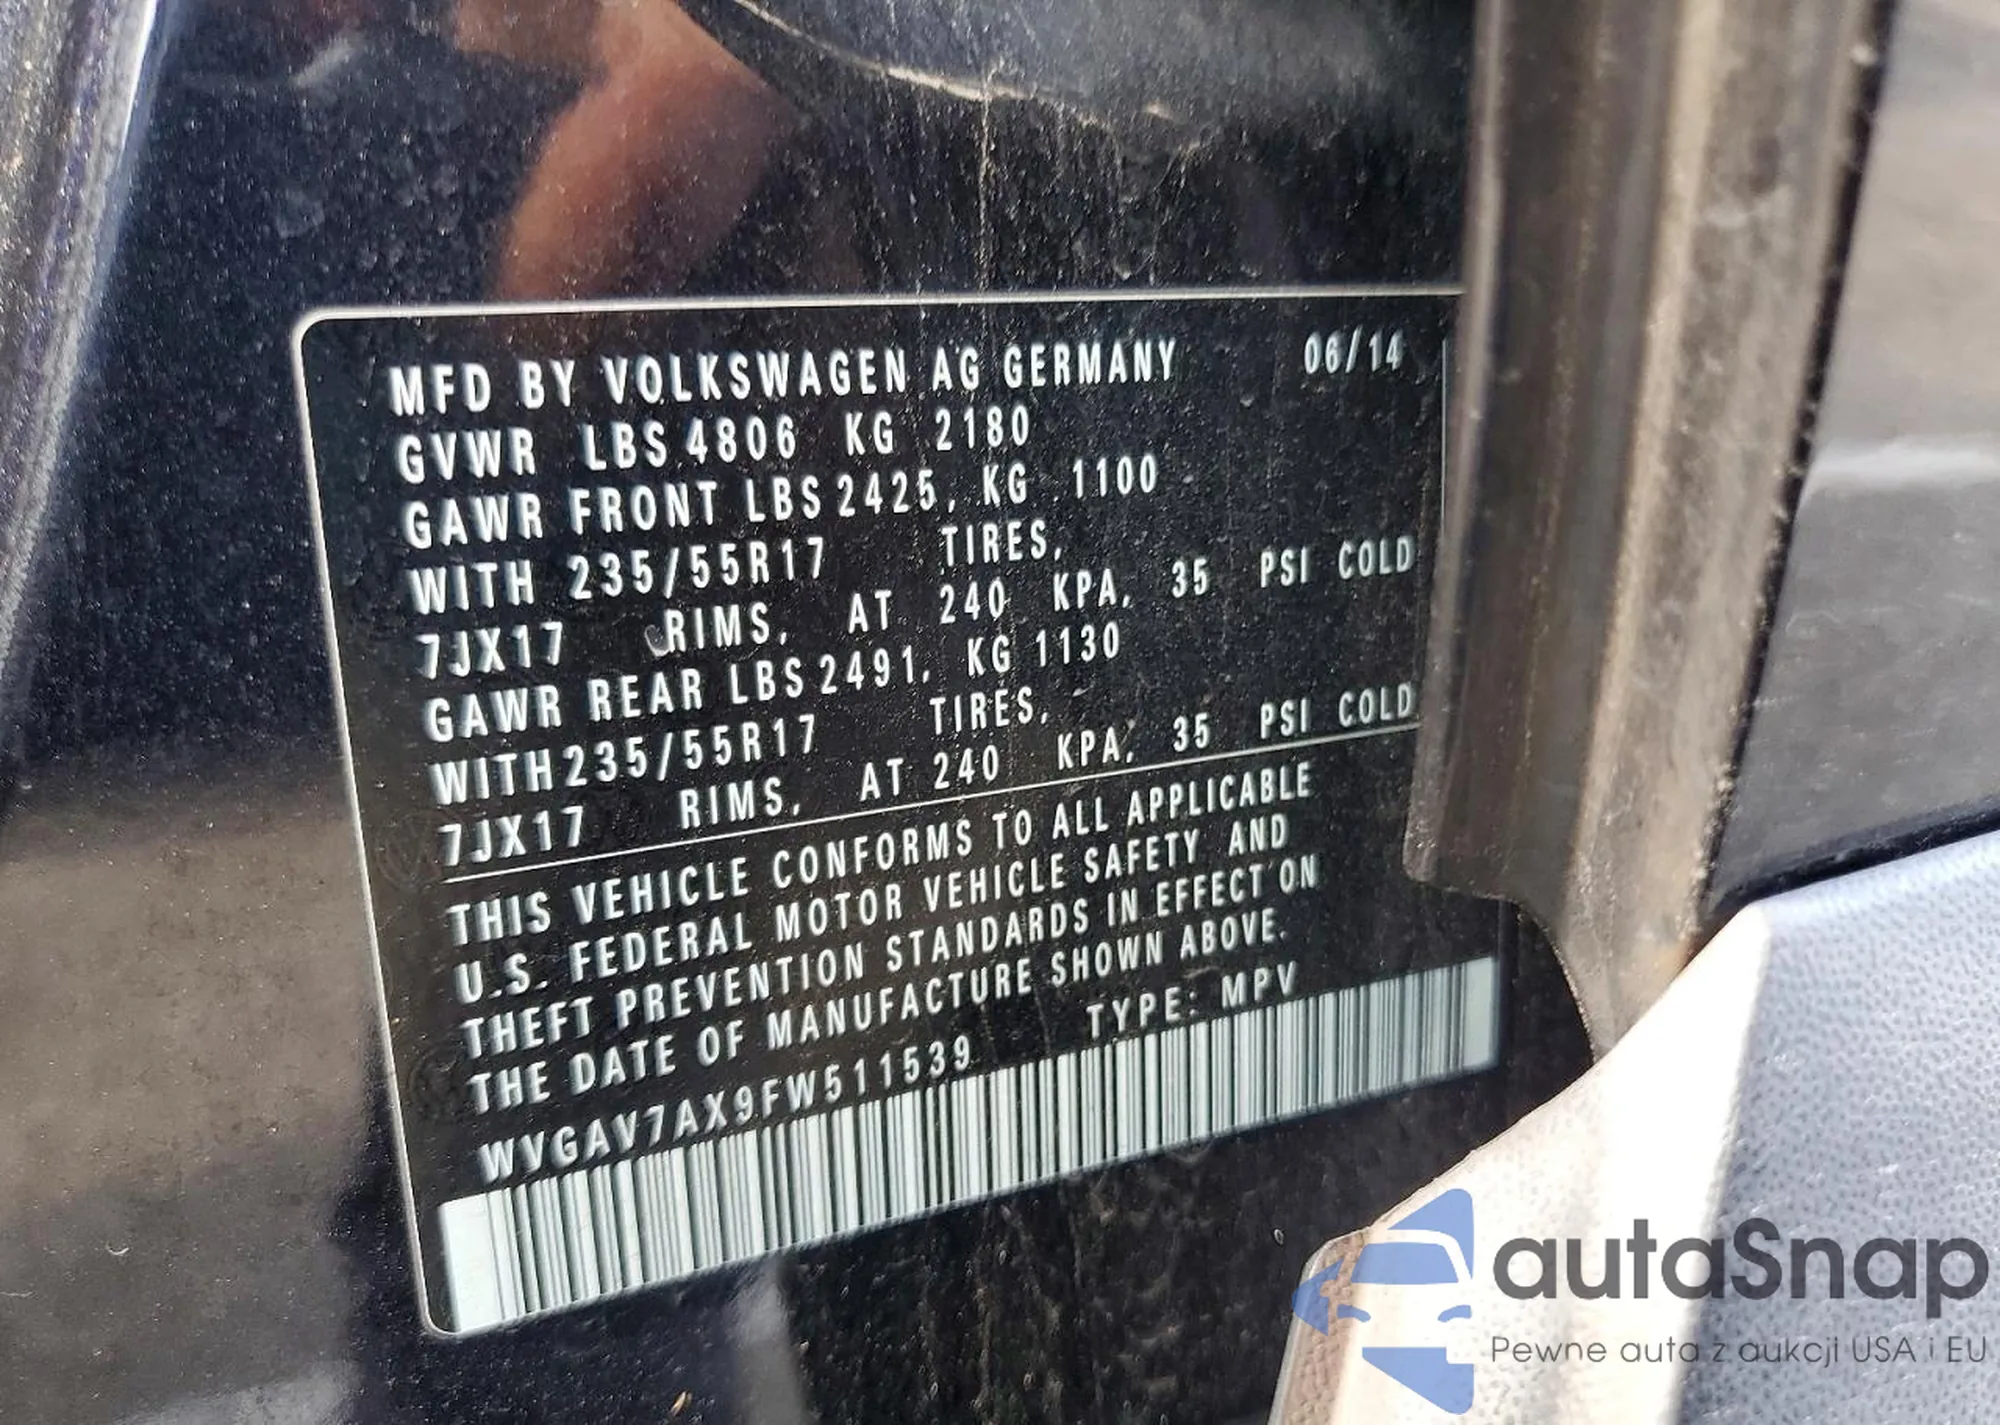 MFD BY VOLKSWAGEN AG GERMANY 06/14
GVWR LBS 4806 KG 2180
GAWR FRONT LBS 2425, KG 1100
WITH 235/55R17 TIRES,
7JX17 RIMS, AT 240 KPA, 35 PSI COLD
GAWR REAR LBS 2491, KG 1130
WITH 235/55R17 TIRES,
7JX17 RIMS, AT 240 KPA, 35 PSI COLD
THIS VEHICLE CONFORMS TO ALL APPLICABLE
U.S. FEDERAL MOTOR VEHICLE SAFETY AND
THEFT PREVENTION STANDARDS IN EFFECT ON
THE DATE OF MANUFACTURE SHOWN ABOVE.
WVGAV7AX9FW511539 TYPE: MPV
autaSnap
Pewne auta z aukcji USA i EU